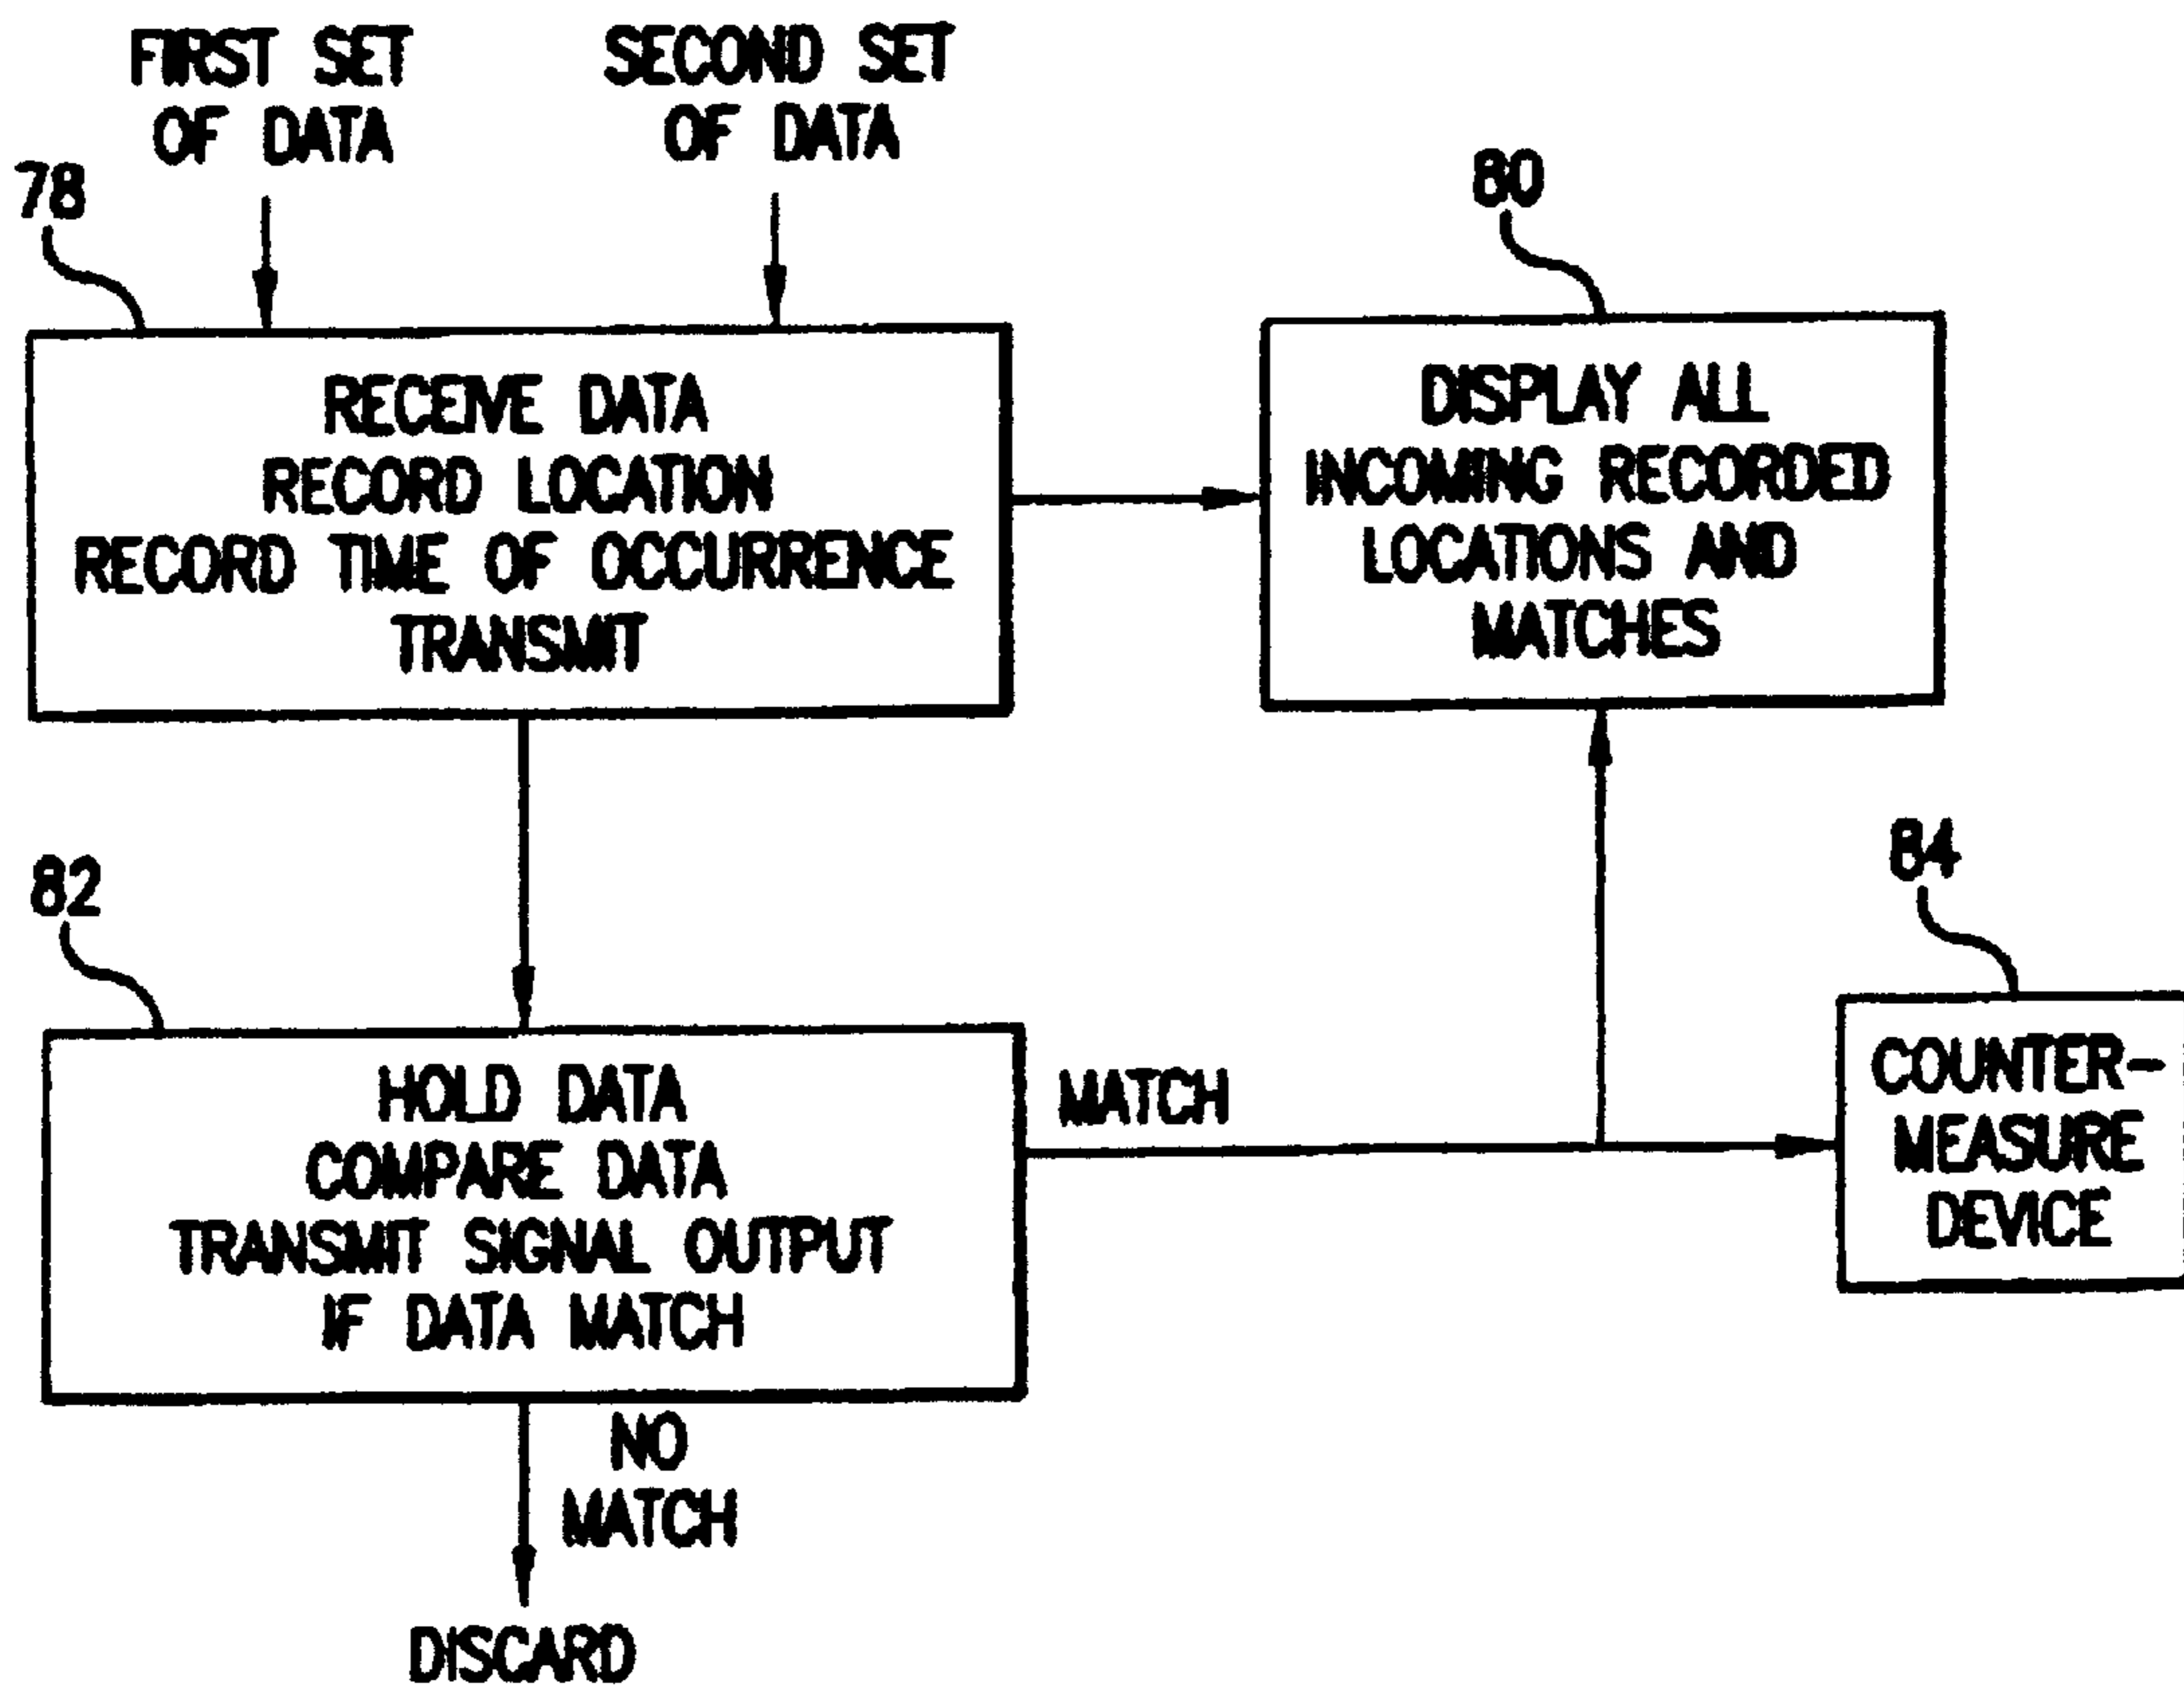 FIRST SET
OF DATA
SECOND SET
OF DATA
78
80
RECEIVE DATA
RECORD LOCATION
RECORD TIME OF OCCURRENCE
TRANSMIT
DISPLAY ALL
INCOMING RECORDED
LOCATIONS AND
MATCHES
82
84
HOLD DATA
COMPARE DATA
TRANSMIT SIGNAL OUTPUT
IF DATA MATCH
MATCH
COUNTER-
MEASURE
DEVICE
NO
MATCH
DISCARD